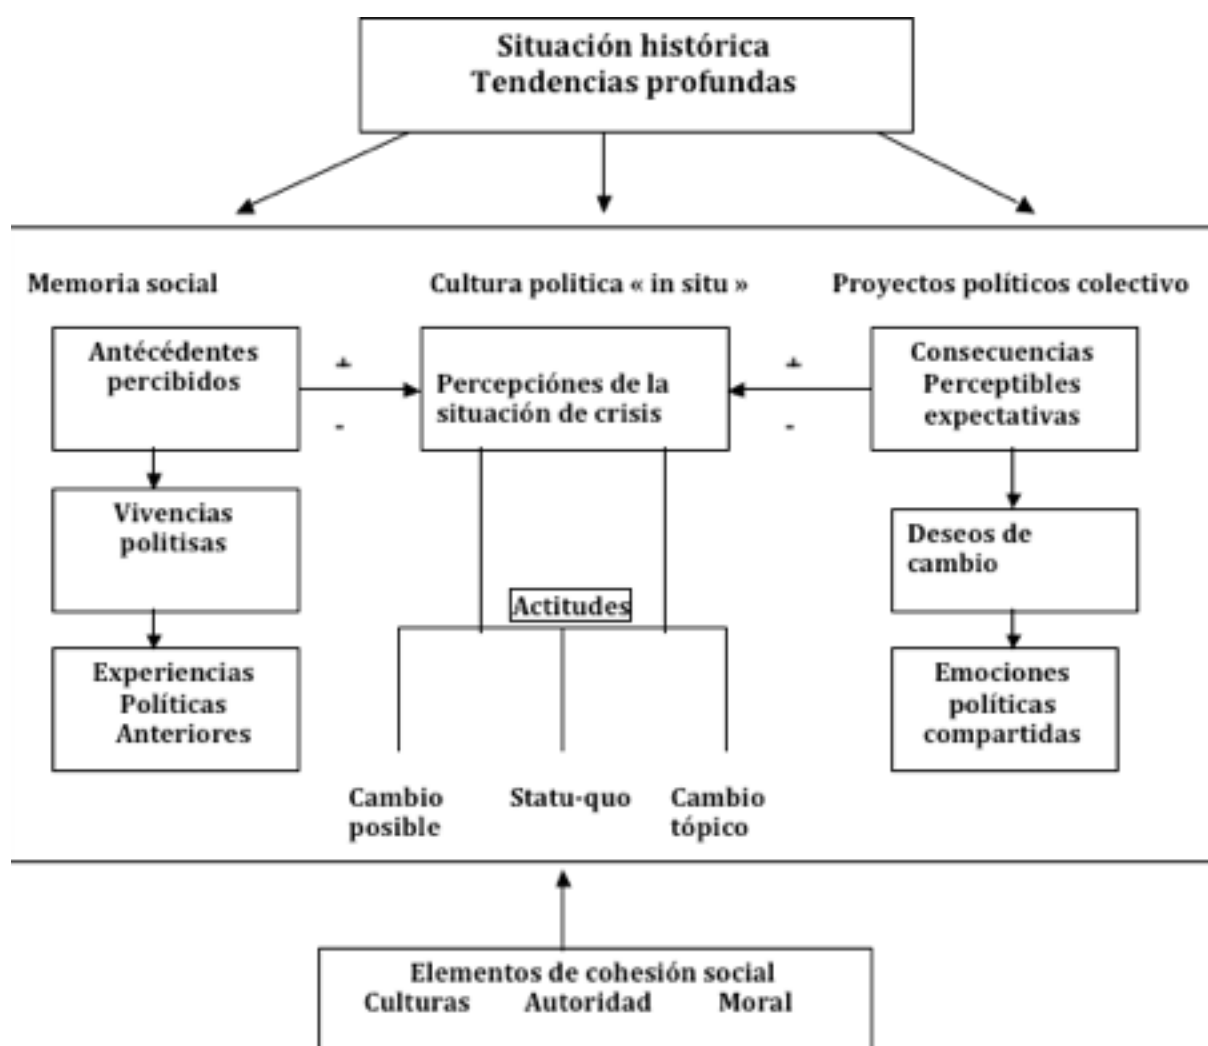 Situación histórica
Tendencias profundas
Memoria social
Cultura politica « in situ »
Proyectos políticos colectivo
Antécédentes
percibidos
+
-
Percepciónes de la
situación de crisis
+
-
Consecuencias
Perceptibles
expectativas
Vivencias
politisas
Deseos de
cambio
Actitudes
Experiencias
Políticas
Anteriores
Emociones
políticas
compartidas
Cambio
posible
Statu-quo
Cambio
tópico
Elementos de cohesión social
Culturas Autoridad Moral